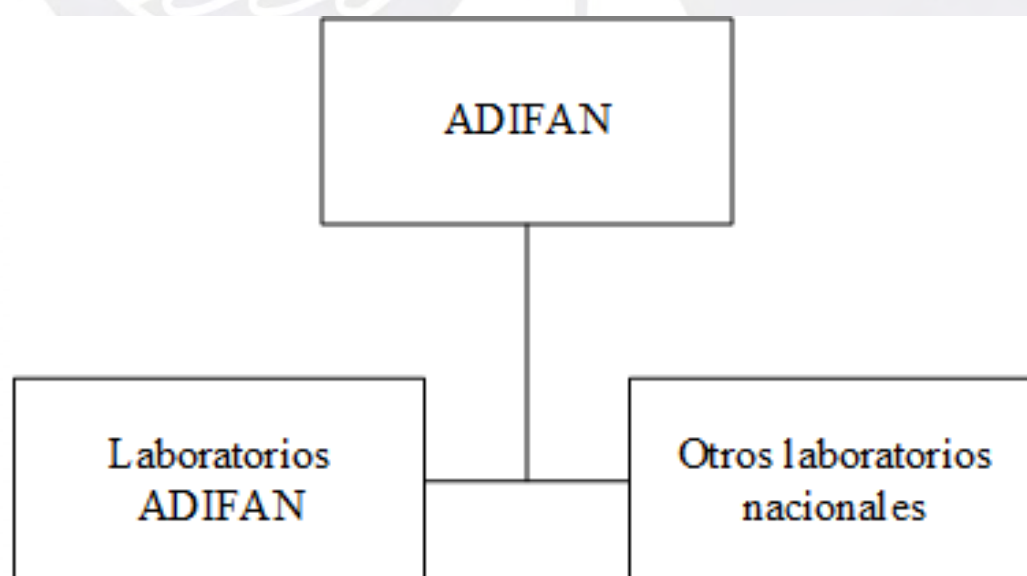 ADIFAN
Laboratorios
ADIFAN
Otros laboratorios
nacionales